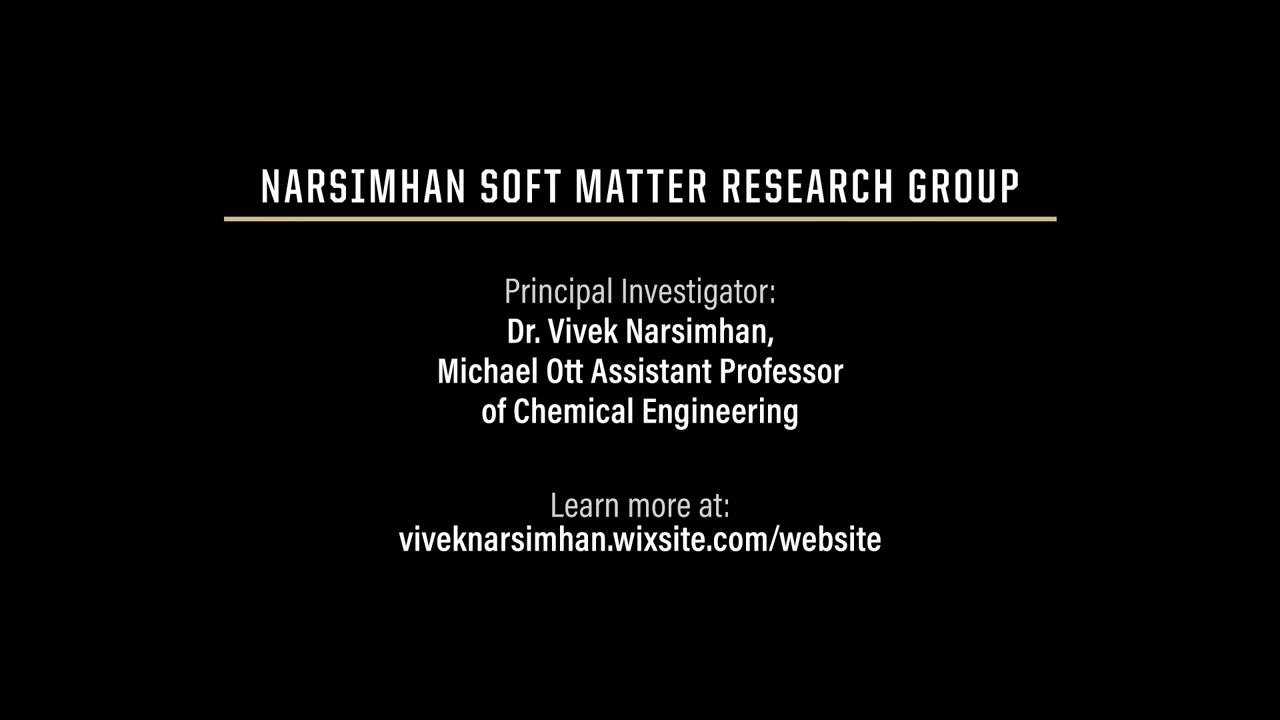 NARSIMHAN SOFT MATTER RESEARCH GROUP
Principal Investigator:
Dr. Vivek Narsimhan,
Michael Ott Assistant Professor
of Chemical Engineering
Learn more at:
viveknarsimhan.wixsite.com/website